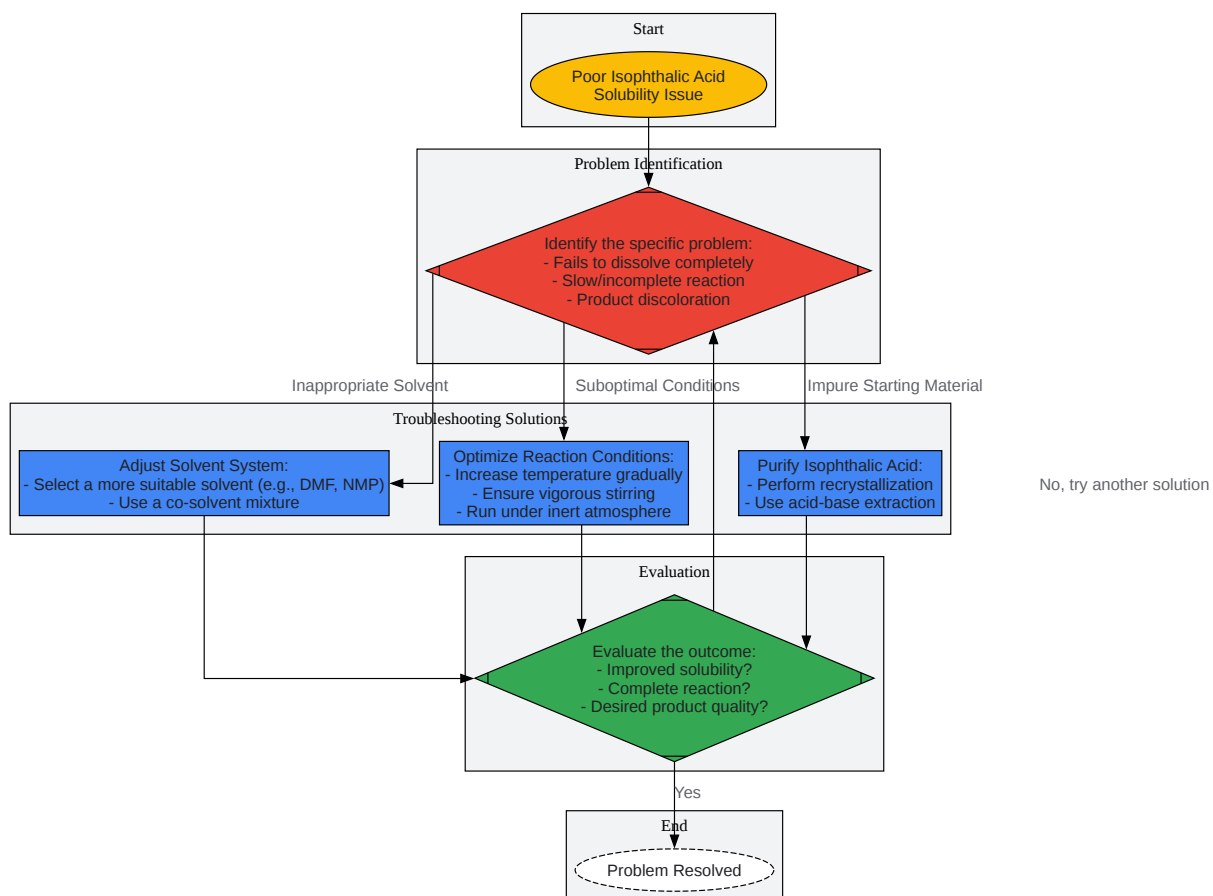 Start
Poor Isophthalic Acid
Solubility Issue
Problem Identification
Identify the specific problem:
- Fails to dissolve completely
- Slow/incomplete reaction
- Product discoloration
Inappropriate Solvent
Suboptimal Conditions
Impure Starting Material
Troubleshooting Solutions
Adjust Solvent System:
- Select a more suitable solvent (e.g., DMF, NMP)
- Use a co-solvent mixture
Optimize Reaction Conditions:
- Increase temperature gradually
- Ensure vigorous stirring
- Run under inert atmosphere
Purify Isophthalic Acid:
- Perform recrystallization
- Use acid-base extraction
No, try another solution
Evaluation
Evaluate the outcome:
- Improved solubility?
- Complete reaction?
- Desired product quality?
Yes
End
Problem Resolved